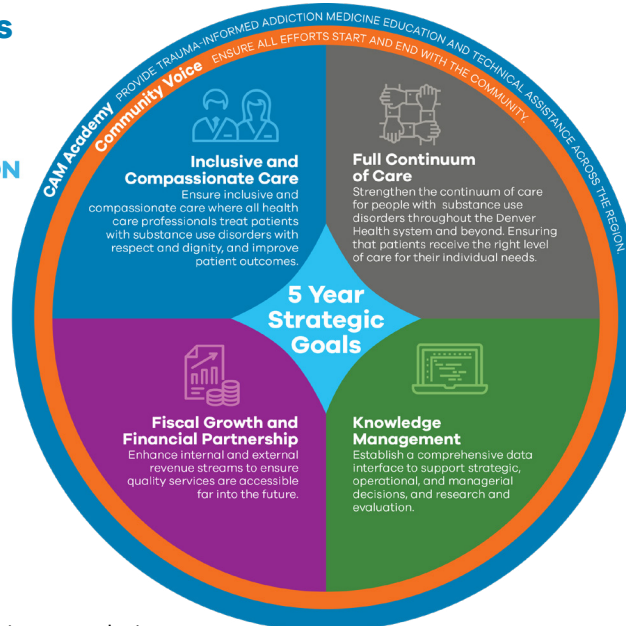 CAM Academy PROVIDE TRAUMA-INFORMED ADDICTION MEDICINE EDUCATION AND TECHNICAL ASSISTANCE ACROSS THE REGION.
Community Voice ENSURE ALL EFFORTS START AND END WITH THE COMMUNITY.
Inclusive and
Compassionate Care
Ensure inclusive and
compassionate care where all health
care professionals treat patients
with substance use disorders with
respect and dignity, and improve
patient outcomes.
Full Continuum
of Care
Strengthen the continuum of care
for people with substance use
disorders throughout the Denver
Health system and beyond. Ensuring
that patients receive the right level
of care for their individual needs.
5 Year
Strategic
Goals
Fiscal Growth and
Financial Partnership
Enhance internal and external
revenue streams to ensure
quality services are accessible
far into the future.
Knowledge
Management
Establish a comprehensive data
interface to support strategic,
operational, and managerial
decisions, and research and
evaluation.